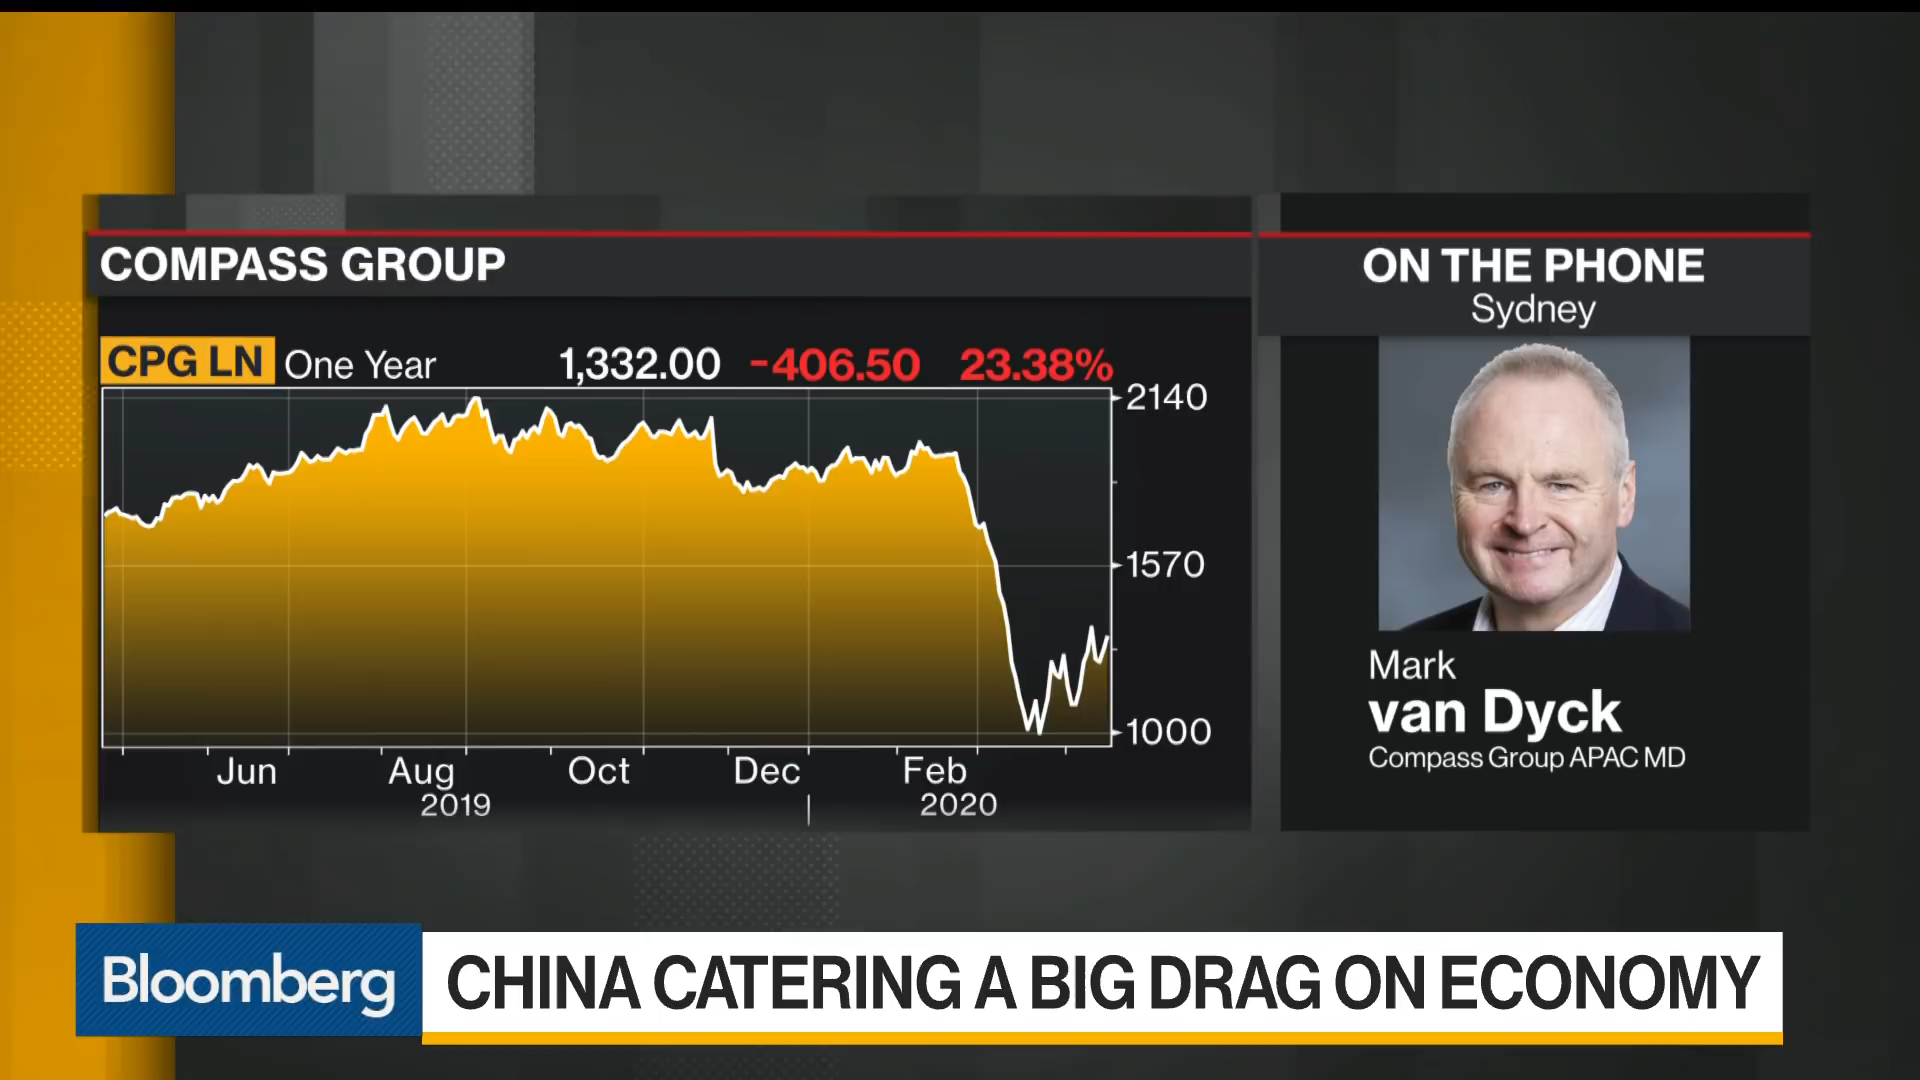 COMPASS GROUP
CPG LN One Year 1,332.00 -406.50 23.38%
2140
1570
1000
Jun Aug Oct Dec Feb
2019 2020
ON THE PHONE
Sydney
Mark
van Dyck
Compass Group APAC MD
Bloomberg
CHINA CATERING A BIG DRAG ON ECONOMY